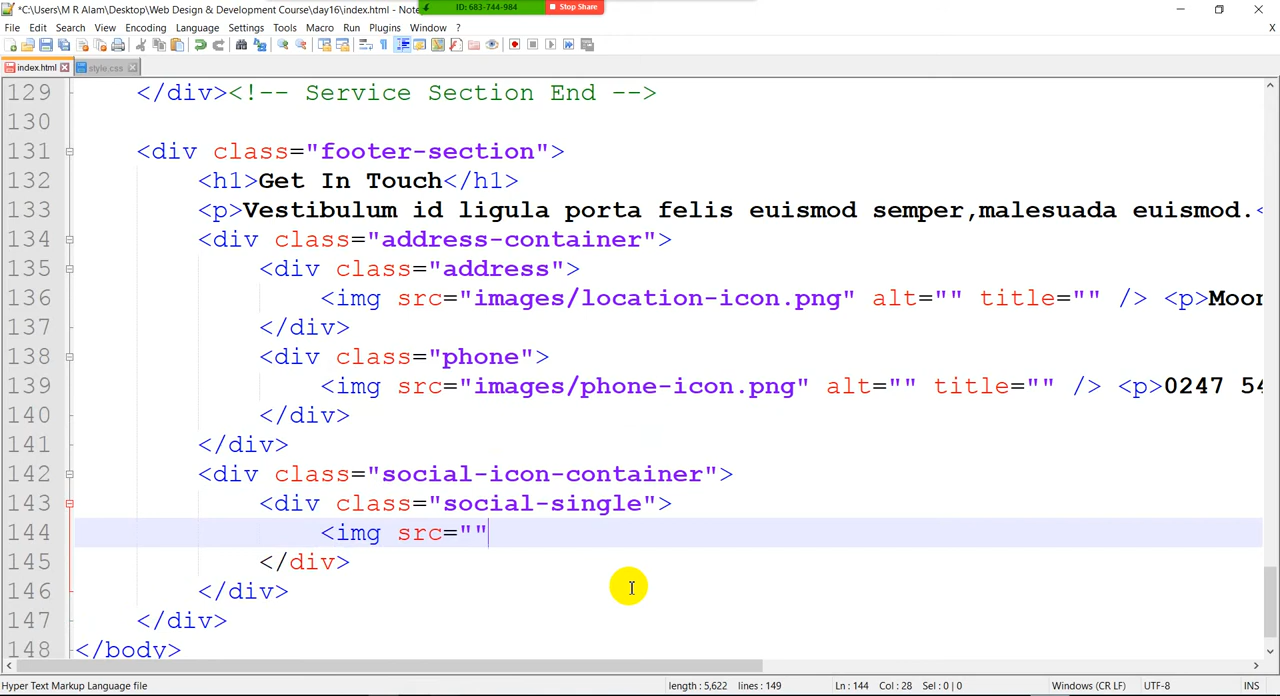 *C:\Users\M R Alam\Desktop\Web Design & Development Course\day16\index.html - Note
ID: 683-744-984 Stop Share
File Edit Search View Encoding Language Settings Tools Macro Run Plugins Window ? X
index.html style.css
129 </div><!-- Service Section End -->
130
131 <div class="footer-section">
132 <h1>Get In Touch</h1>
133 <p>Vestibulum id ligula porta felis euismod semper,malesuada euismod.<
134 <div class="address-container">
135 <div class="address">
136 <img src="images/location-icon.png" alt="" title="" /> <p>Moon
137 </div>
138 <div class="phone">
139 <img src="images/phone-icon.png" alt="" title="" /> <p>0247 54
140 </div>
141 </div>
142 <div class="social-icon-container">
143 <div class="social-single">
144 <img src=""
145 </div>
146 </div>
147 </div>
148 </body>
Hyper Text Markup Language file length : 5,622 lines : 149 Ln : 144 Col : 28 Sel : 0 | 0 Windows (CR LF) UTF-8 INS